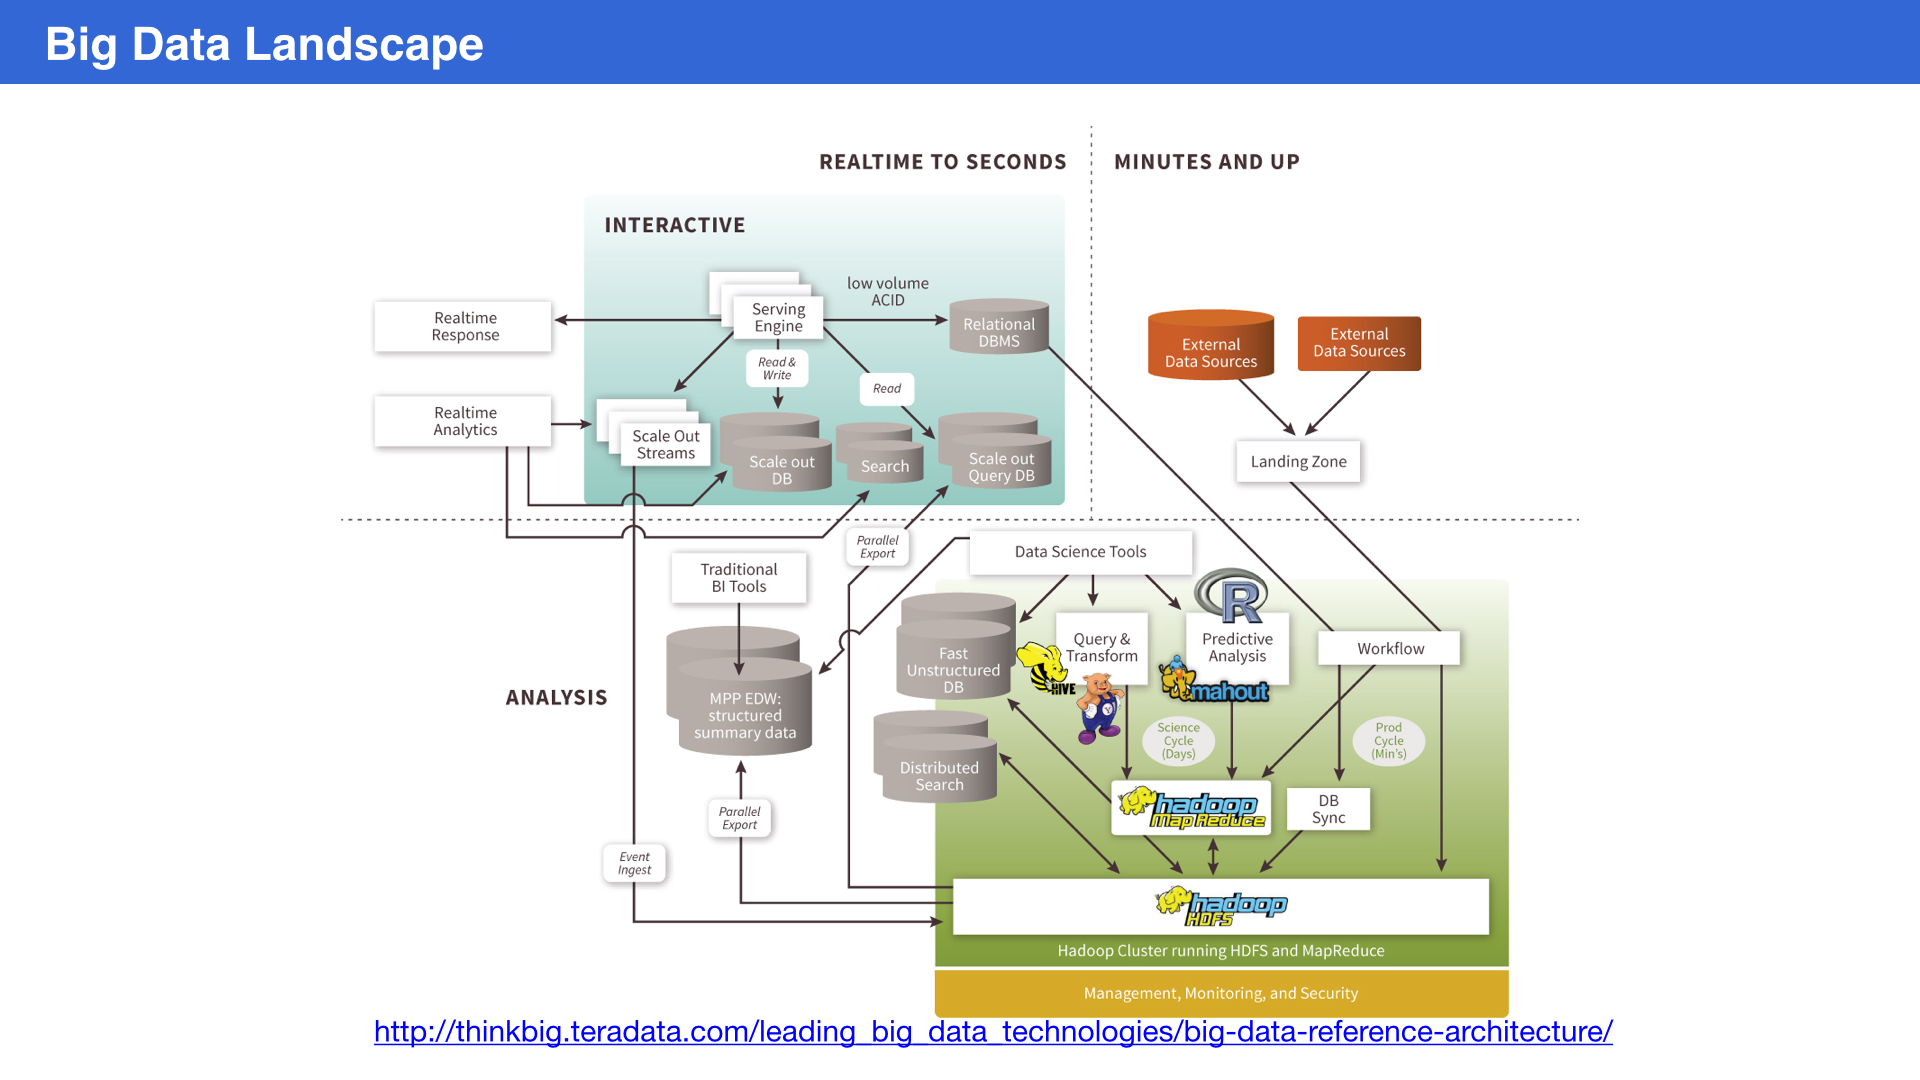 Big Data Landscape
REALTIME TO SECONDS
MINUTES AND UP
INTERACTIVE
low volume
ACID
Serving
Engine
Realtime
Response
Relational
DBMS
External
Data Sources
External
Data Sources
Read &
Write
Read
Realtime
Analytics
Scale Out
Streams
Scale out
DB
Search
Scale out
Query DB
Landing Zone
Parallel
Export
Data Science Tools
Traditional
BI Tools
R
Query &
Transform
Predictive
Analysis
Workflow
Fast
Unstructured
DB
HIVE
mahout
ANALYSIS
MPP EDW:
structured
summary data
Science
Cycle
(Days)
Prod
Cycle
(Min's)
Distributed
Search
Parallel
Export
hadoop
Map Reduce
DB
Sync
Event
Ingest
hadoop
HDFS
Hadoop Cluster running HDFS and MapReduce
Management, Monitoring, and Security
http://thinkbig.teradata.com/leading_big_data_technologies/big-data-reference-architecture/